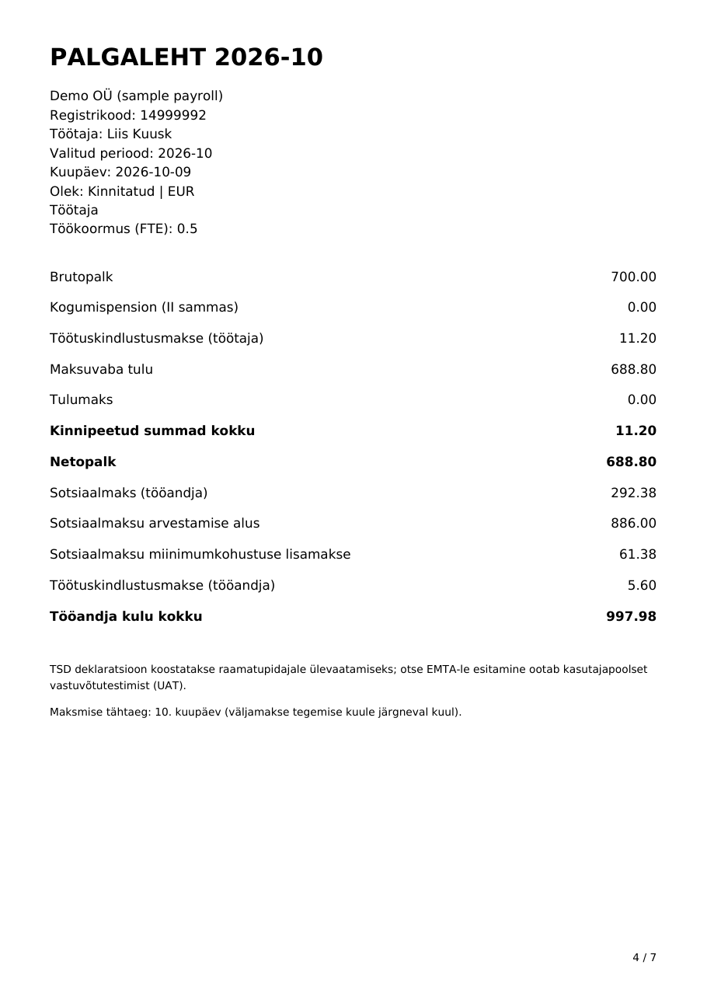 PALGALEHT 2026-10
Demo OÜ (sample payroll)
Registrikood: 14999992
Töötaja: Liis Kuusk
Valitud periood: 2026-10
Kuupäev: 2026-10-09
Olek: Kinnitatud | EUR
Töötaja
Töökoormus (FTE): 0.5
Brutopalk 700.00
Kogumispension (II sammas) 0.00
Töötuskindlustusmakse (töötaja) 11.20
Maksuvaba tulu 688.80
Tulumaks 0.00
Kinnipeetud summad kokku 11.20
Netopalk 688.80
Sotsiaalmaks (tööandja) 292.38
Sotsiaalmaksu arvestamise alus 886.00
Sotsiaalmaksu miinimumkohustuse lisamakse 61.38
Töötuskindlustusmakse (tööandja) 5.60
Tööandja kulu kokku 997.98
TSD deklaratsioon koostatakse raamatupidajale ülevaatamiseks; otse EMTA-le esitamine ootab kasutajapoolset
vastuvõtutestimist (UAT).
Maksmise tähtaeg: 10. kuupäev (väljamakse tegemise kuule järgneval kuul).
4 / 7